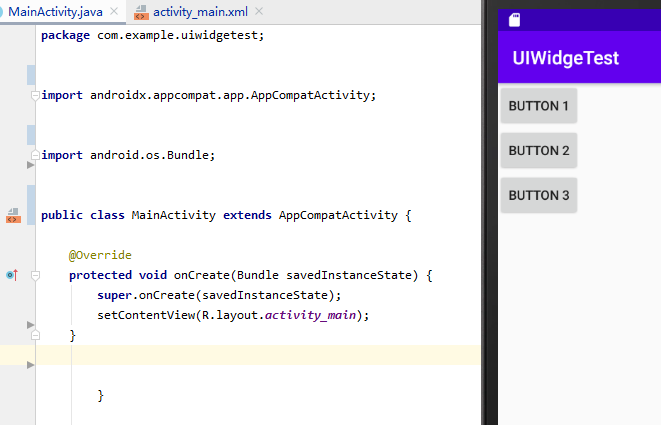 MainActivity.java
activity_main.xml
package com.example.uiwidgetest;
import androidx.appcompat.app.AppCompatActivity;
import android.os.Bundle;
public class MainActivity extends AppCompatActivity {
@Override
protected void onCreate(Bundle savedInstanceState) {
super.onCreate(savedInstanceState);
setContentView(R.layout.activity_main);
}
}
UIWidgeTest
BUTTON 1
BUTTON 2
BUTTON 3